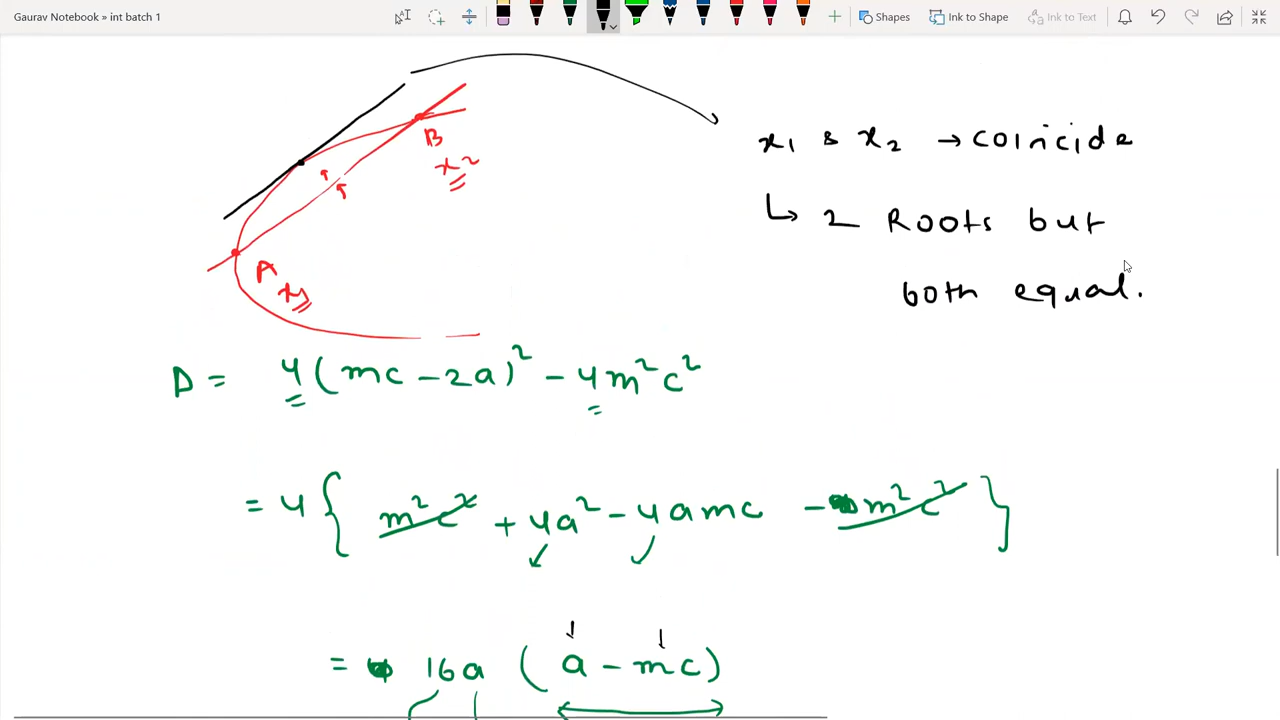 Gaurav Notebook » int batch 1
Shapes
Ink to Shape
Ink to Text
B
x2
A
x1 & x2 → coincide
↳ 2 Roots but
both equal.
D = 4(mc - 2a)² - 4m²c²
= 4{ m²c² + 4a² - 4amc - m²c² }
= 16a (a - mc)